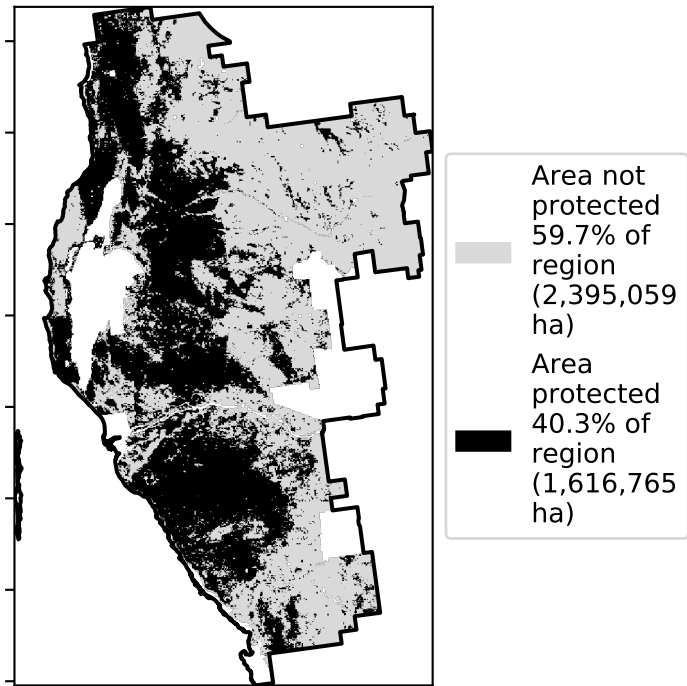 Area not
protected
59.7% of
region
(2,395,059
ha)
Area
protected
40.3% of
region
(1,616,765
ha)